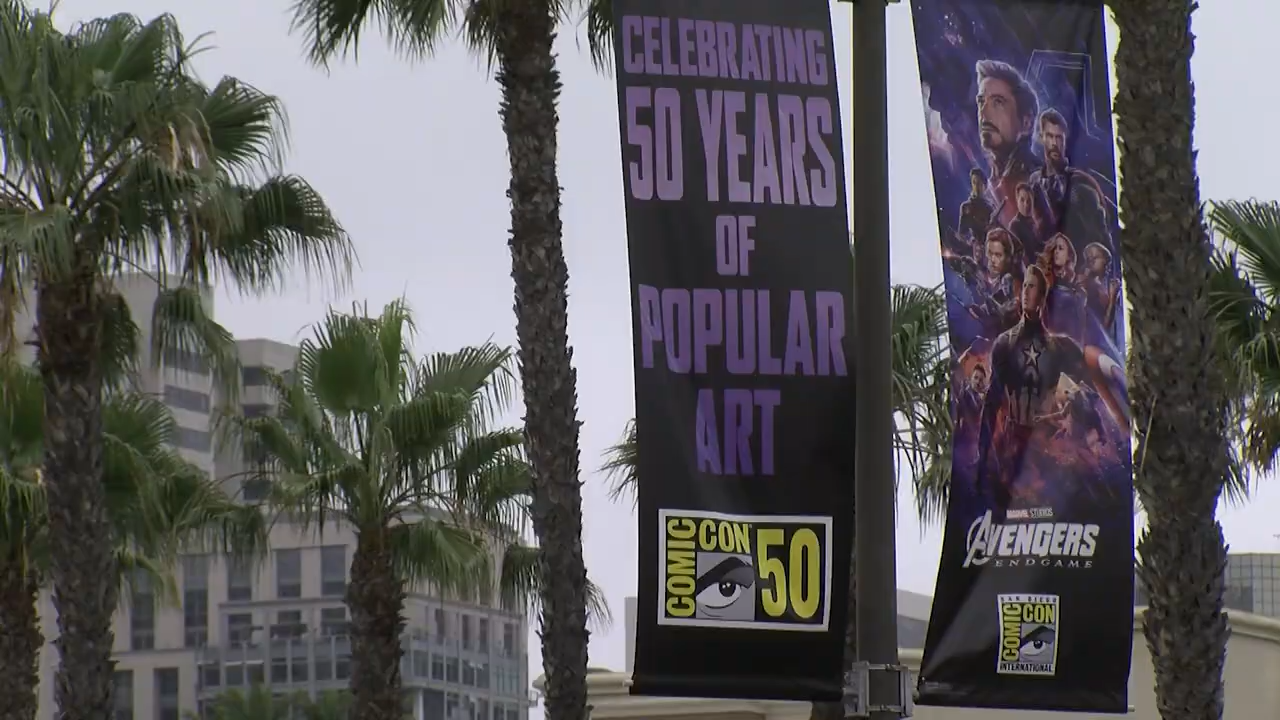 CELEBRATING
50 YEARS
OF
POPULAR
ART
COMIC
CON
50
MARVEL STUDIOS
AVENGERS
ENDGAME
SAN DIEGO
COMIC
CON
INTERNATIONAL